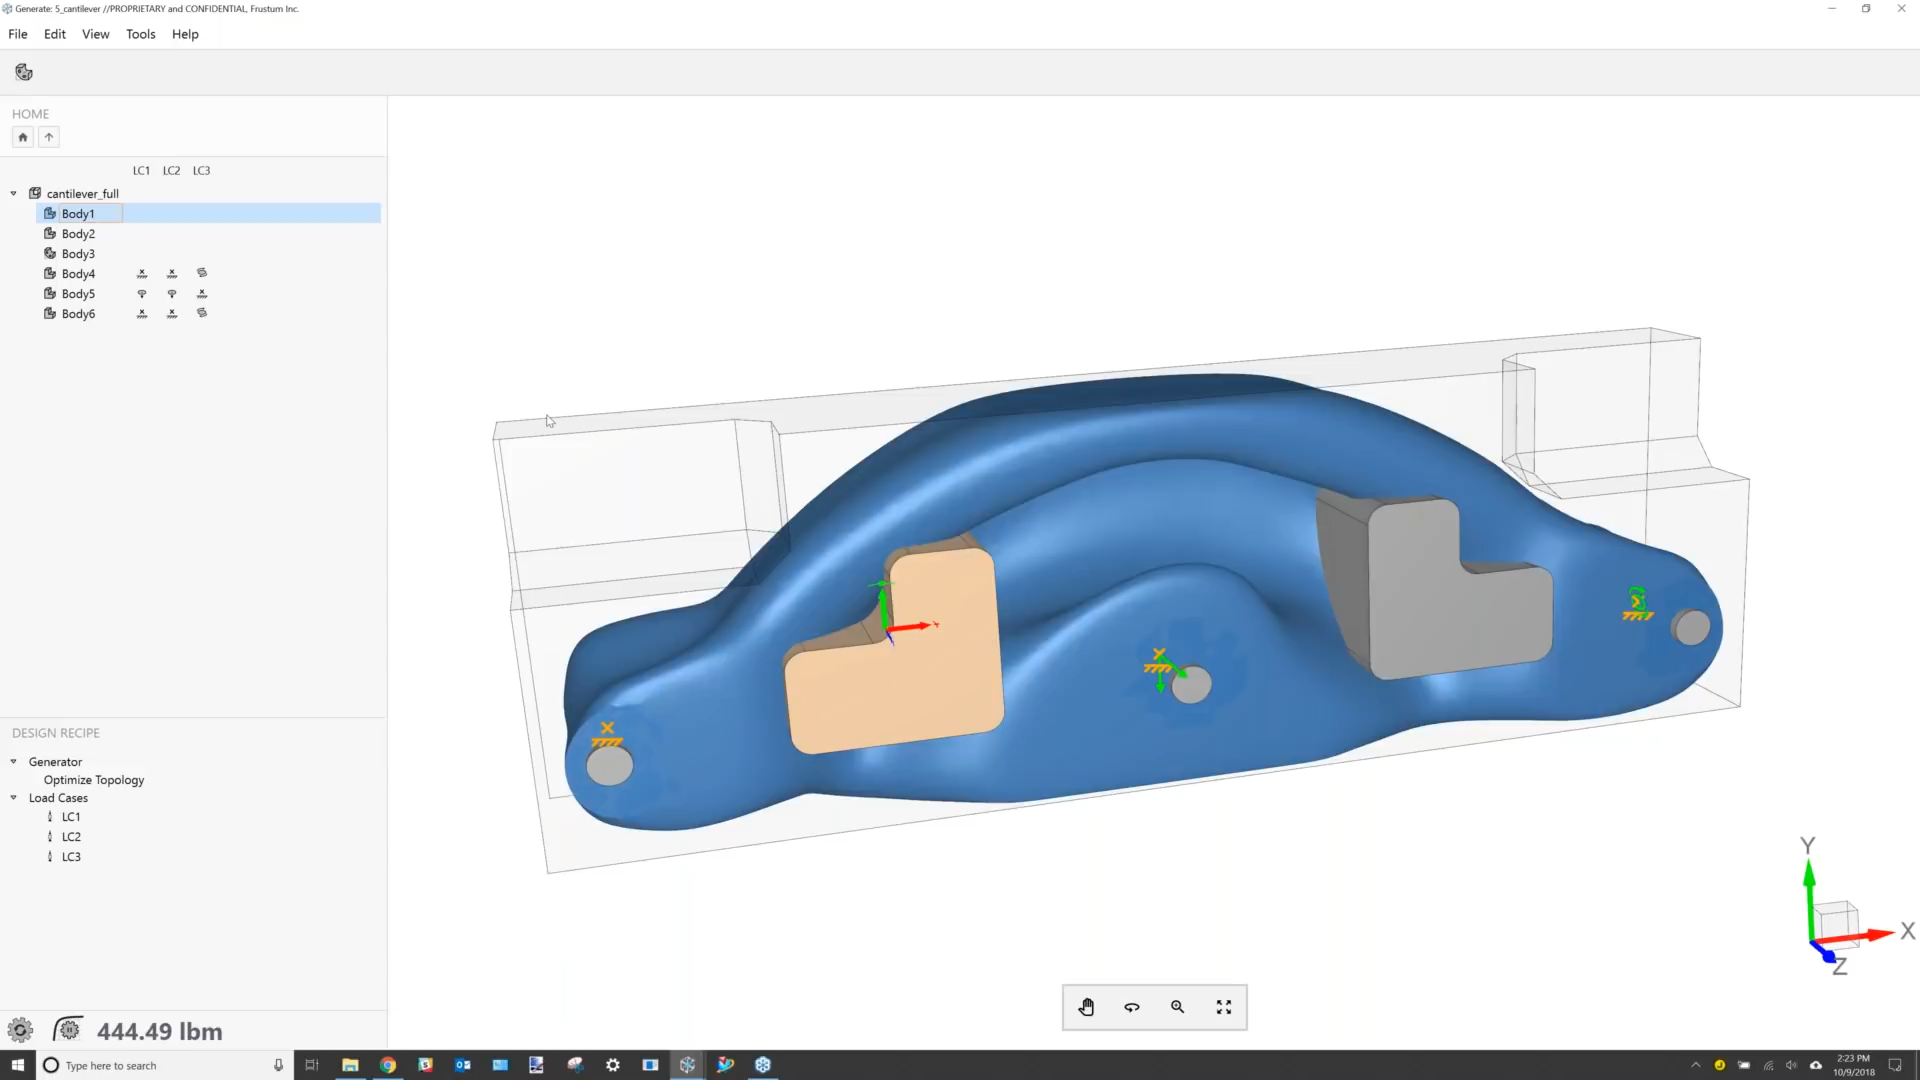 Generate: 5_cantilever //PROPRIETARY and CONFIDENTIAL, Frustum Inc.
File Edit View Tools Help
HOME
LC1 LC2 LC3
cantilever_full
Body1
Body2
Body3
Body4
Body5
Body6
DESIGN RECIPE
Generator
Optimize Topology
Load Cases
LC1
LC2
LC3
444.49 lbm
Y
X
Z
Type here to search
2:23 PM
10/9/2018